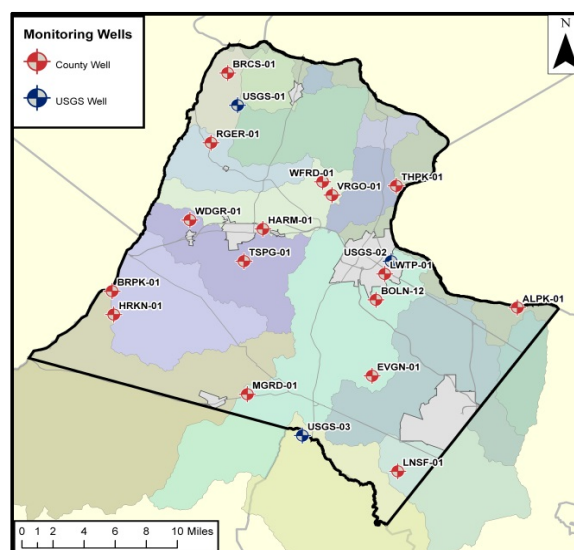 Monitoring Wells
County Well
USGS Well
N
BRCS-01
USGS-01
RGER-01
WFRD-01
THPK-01
VRGO-01
WDGR-01
HARM-01
USGS-02
TSPG-01
LWTP-01
BRPK-01
BOLN-12
HRKN-01
ALPK-01
EVGN-01
MGRD-01
USGS-03
LNSF-01
0 1 2 4 6 8 10 Miles